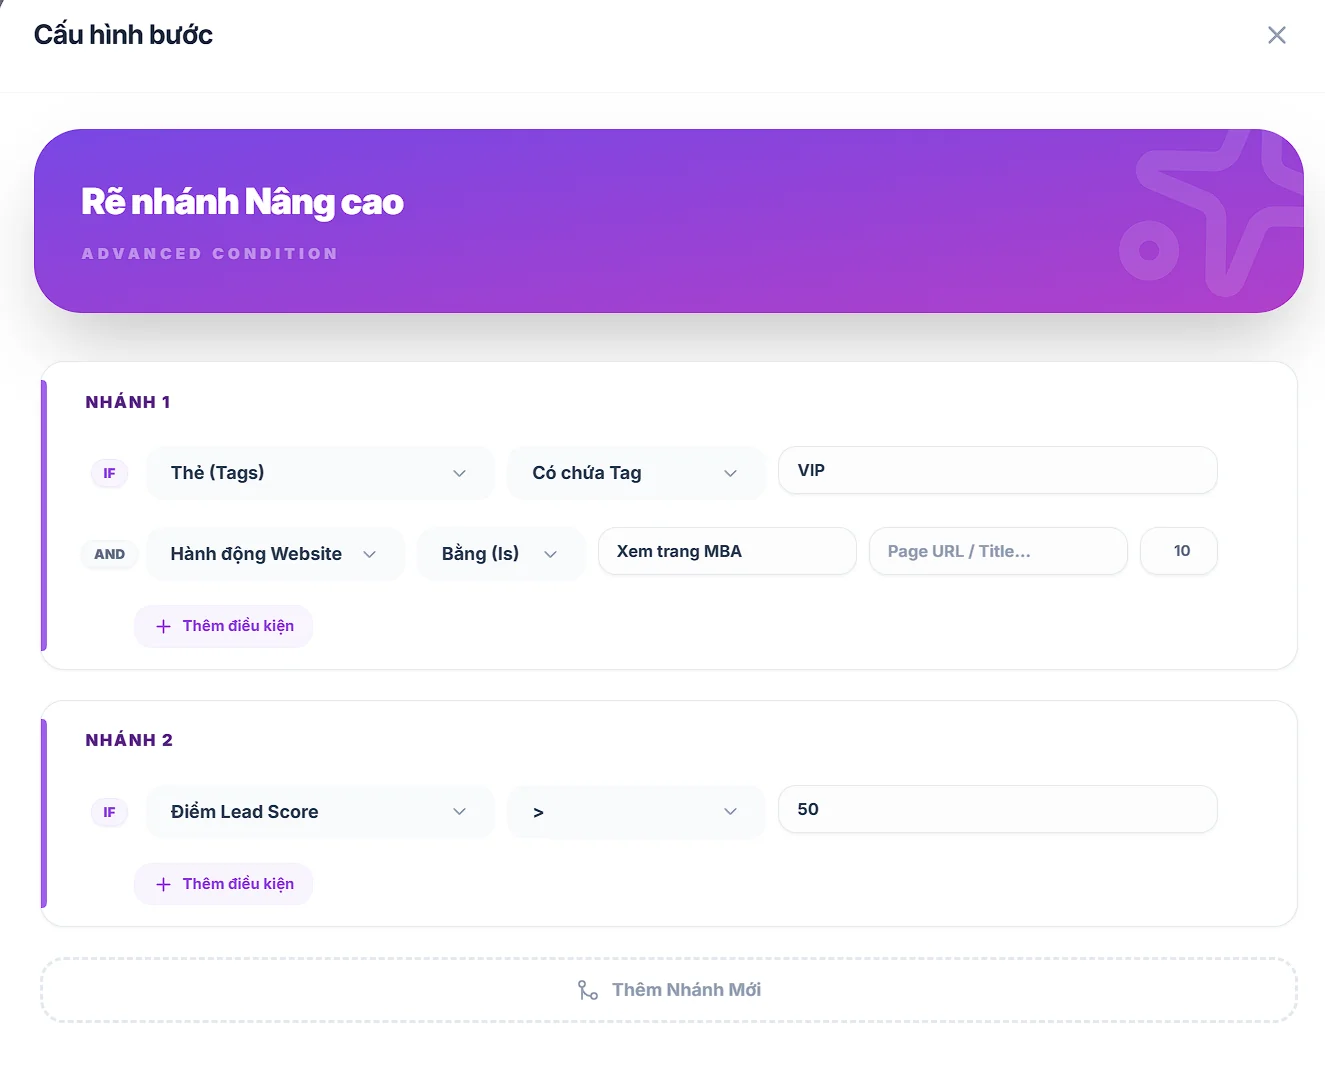 Cấu hình bước
Rẽ nhánh Nâng cao
ADVANCED CONDITION
NHÁNH 1
IF Thẻ (Tags) Có chứa Tag VIP
AND Hành động Website Bằng (Is) Xem trang MBA Page URL / Title... 10
Thêm điều kiện
NHÁNH 2
IF Điểm Lead Score > 50
Thêm điều kiện
Thêm Nhánh Mới